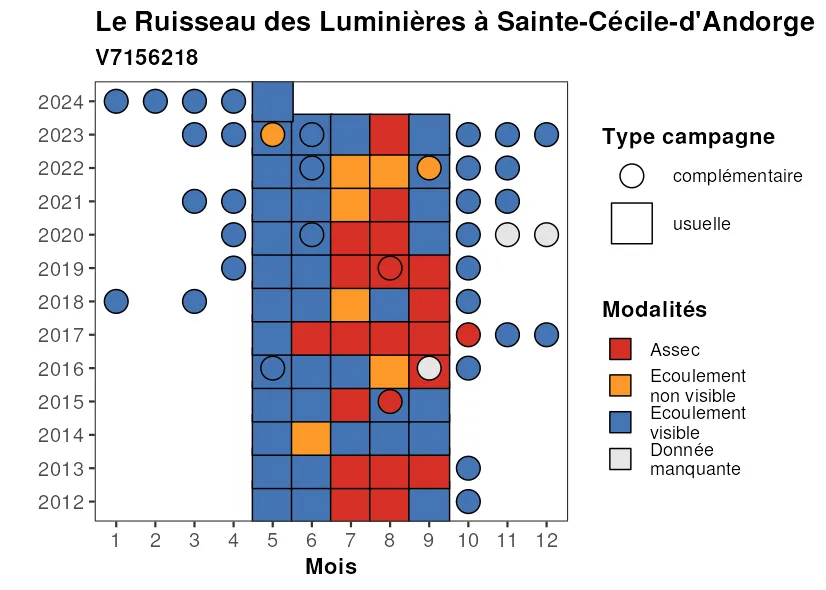 Le Ruisseau des Luminières à Sainte-Cécile-d'Andorge
V7156218
2024
2023
2022
2021
2020
2019
2018
2017
2016
2015
2014
2013
2012
1 2 3 4 5 6 7 8 9 10 11 12
Mois
Type campagne
complémentaire
usuelle
Modalités
Assec
Ecoulement
non visible
Ecoulement
visible
Donnée
manquante